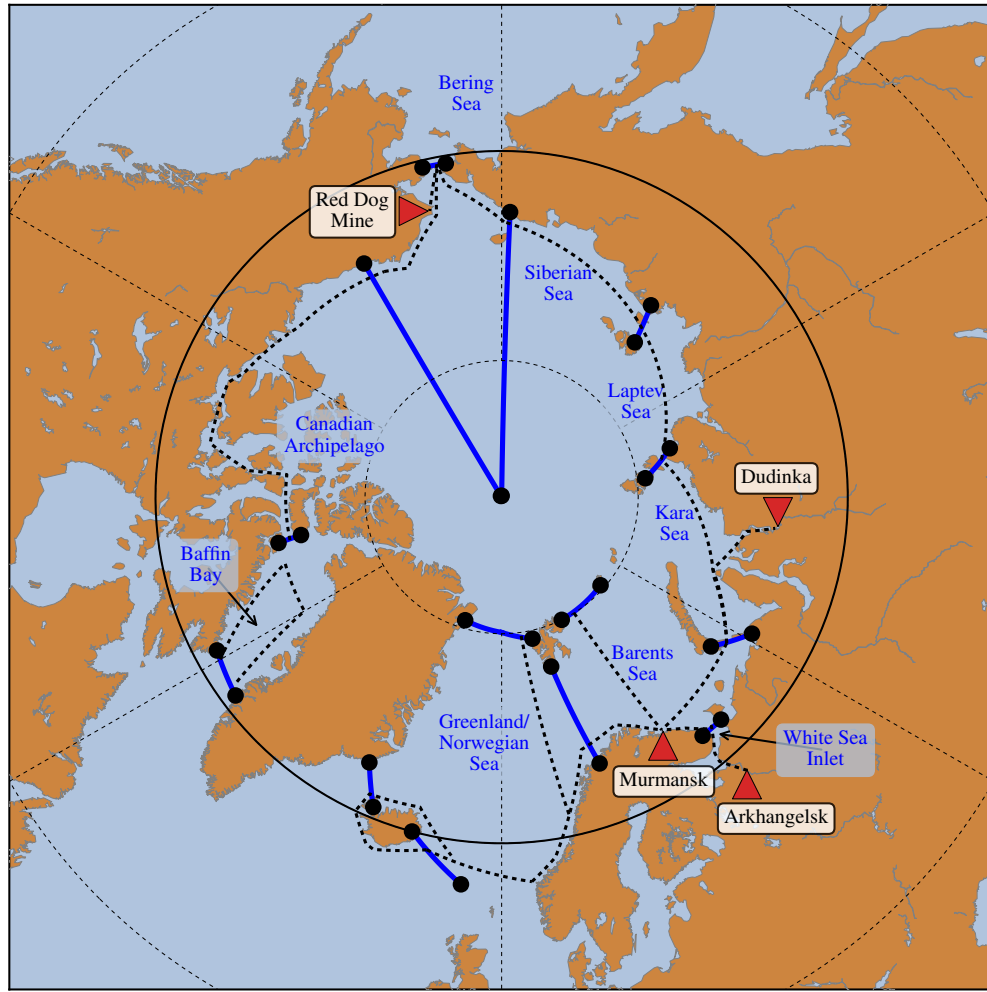 Bering
Sea
Red Dog
Mine
Siberian
Sea
Laptev
Sea
Canadian
Archipelago
Dudinka
Kara
Sea
Baffin
Bay
Barents
Sea
Greenland/
Norwegian
Sea
White Sea
Inlet
Murmansk
Arkhangelsk